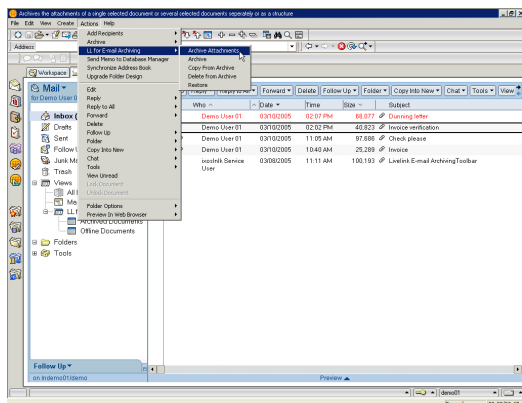 Archives the attachments of a single selected document or several selected documents seperately or as a structure
File Edit View Create Actions Help
Address
Add Recipients
Archive
LL for E-mail Archiving
Send Memo to Database Manager
Synchronize Address Book
Upgrade Folder Design
Edit
Reply
Reply to All
Forward
Delete
Follow Up
Folder
Copy Into New
Chat
Tools
View Unread
Lock Document
Unlock Document
Folder Options
Preview In Web Browser
Archive Attachments
Archive
Copy From Archive
Delete from Archive
Restore
Workspace
Mail
for Demo User 0
Reply Reply to All Forward Delete Follow Up Folder Copy Into New Chat Tools View
Who Date Time Size Subject
Demo User 01 03/10/2005 02:07 PM 68,077 Dunning letter
Demo User 01 03/10/2005 02:02 PM 40,823 Invoice verification
Demo User 01 03/10/2005 11:05 AM 97,686 Check please
Demo User 01 03/10/2005 10:40 AM 25,289 Invoice
ixoslnk Service User 03/08/2005 11:11 AM 100,193 Livelink E-mail ArchivingToolbar
Inbox (
Drafts
Sent
Follow U
Junk Ma
Trash
Views
All
Me
LL f
Archived Documents
Offline Documents
Folders
Tools
Follow Up
on lndemo01/demo
Preview
demo01